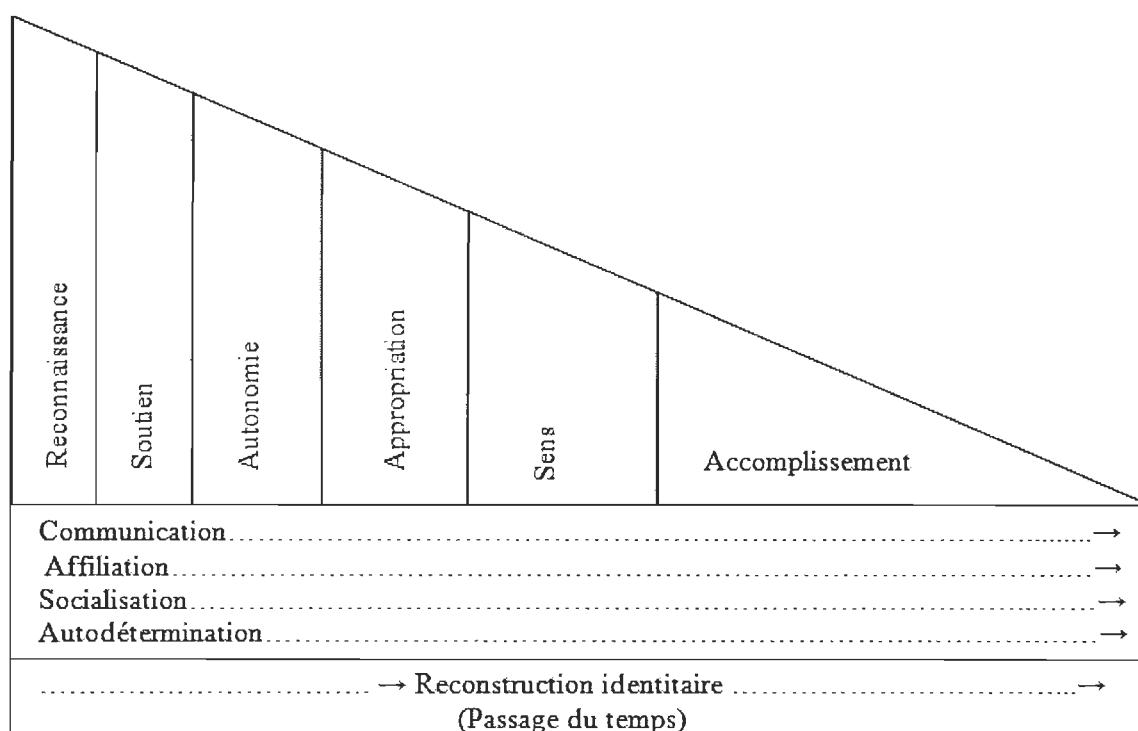 Reconnaissance
Soutien
Autonomie
Appropriation
Sens
Accomplissement
Communication................................................→
Affiliation................................................→
Socialisation................................................→
Autodétermination................................................→
........................→ Reconstruction identitaire ........................→
(Passage du temps)